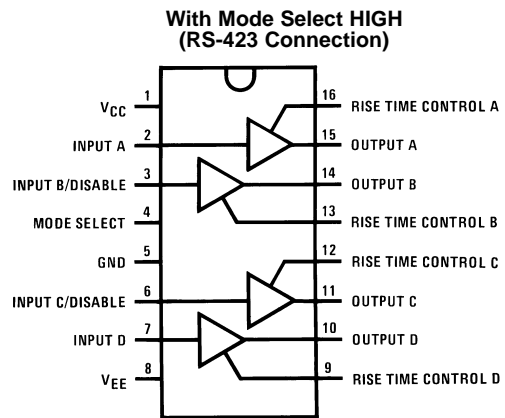 With Mode Select HIGH
(RS-423 Connection)
1 16
VCC RISE TIME CONTROL A
2 15
INPUT A OUTPUT A
3 14
INPUT B/DISABLE OUTPUT B
4 13
MODE SELECT RISE TIME CONTROL B
5 12
GND RISE TIME CONTROL C
6 11
INPUT C/DISABLE OUTPUT C
7 10
INPUT D OUTPUT D
8 9
VEE RISE TIME CONTROL D